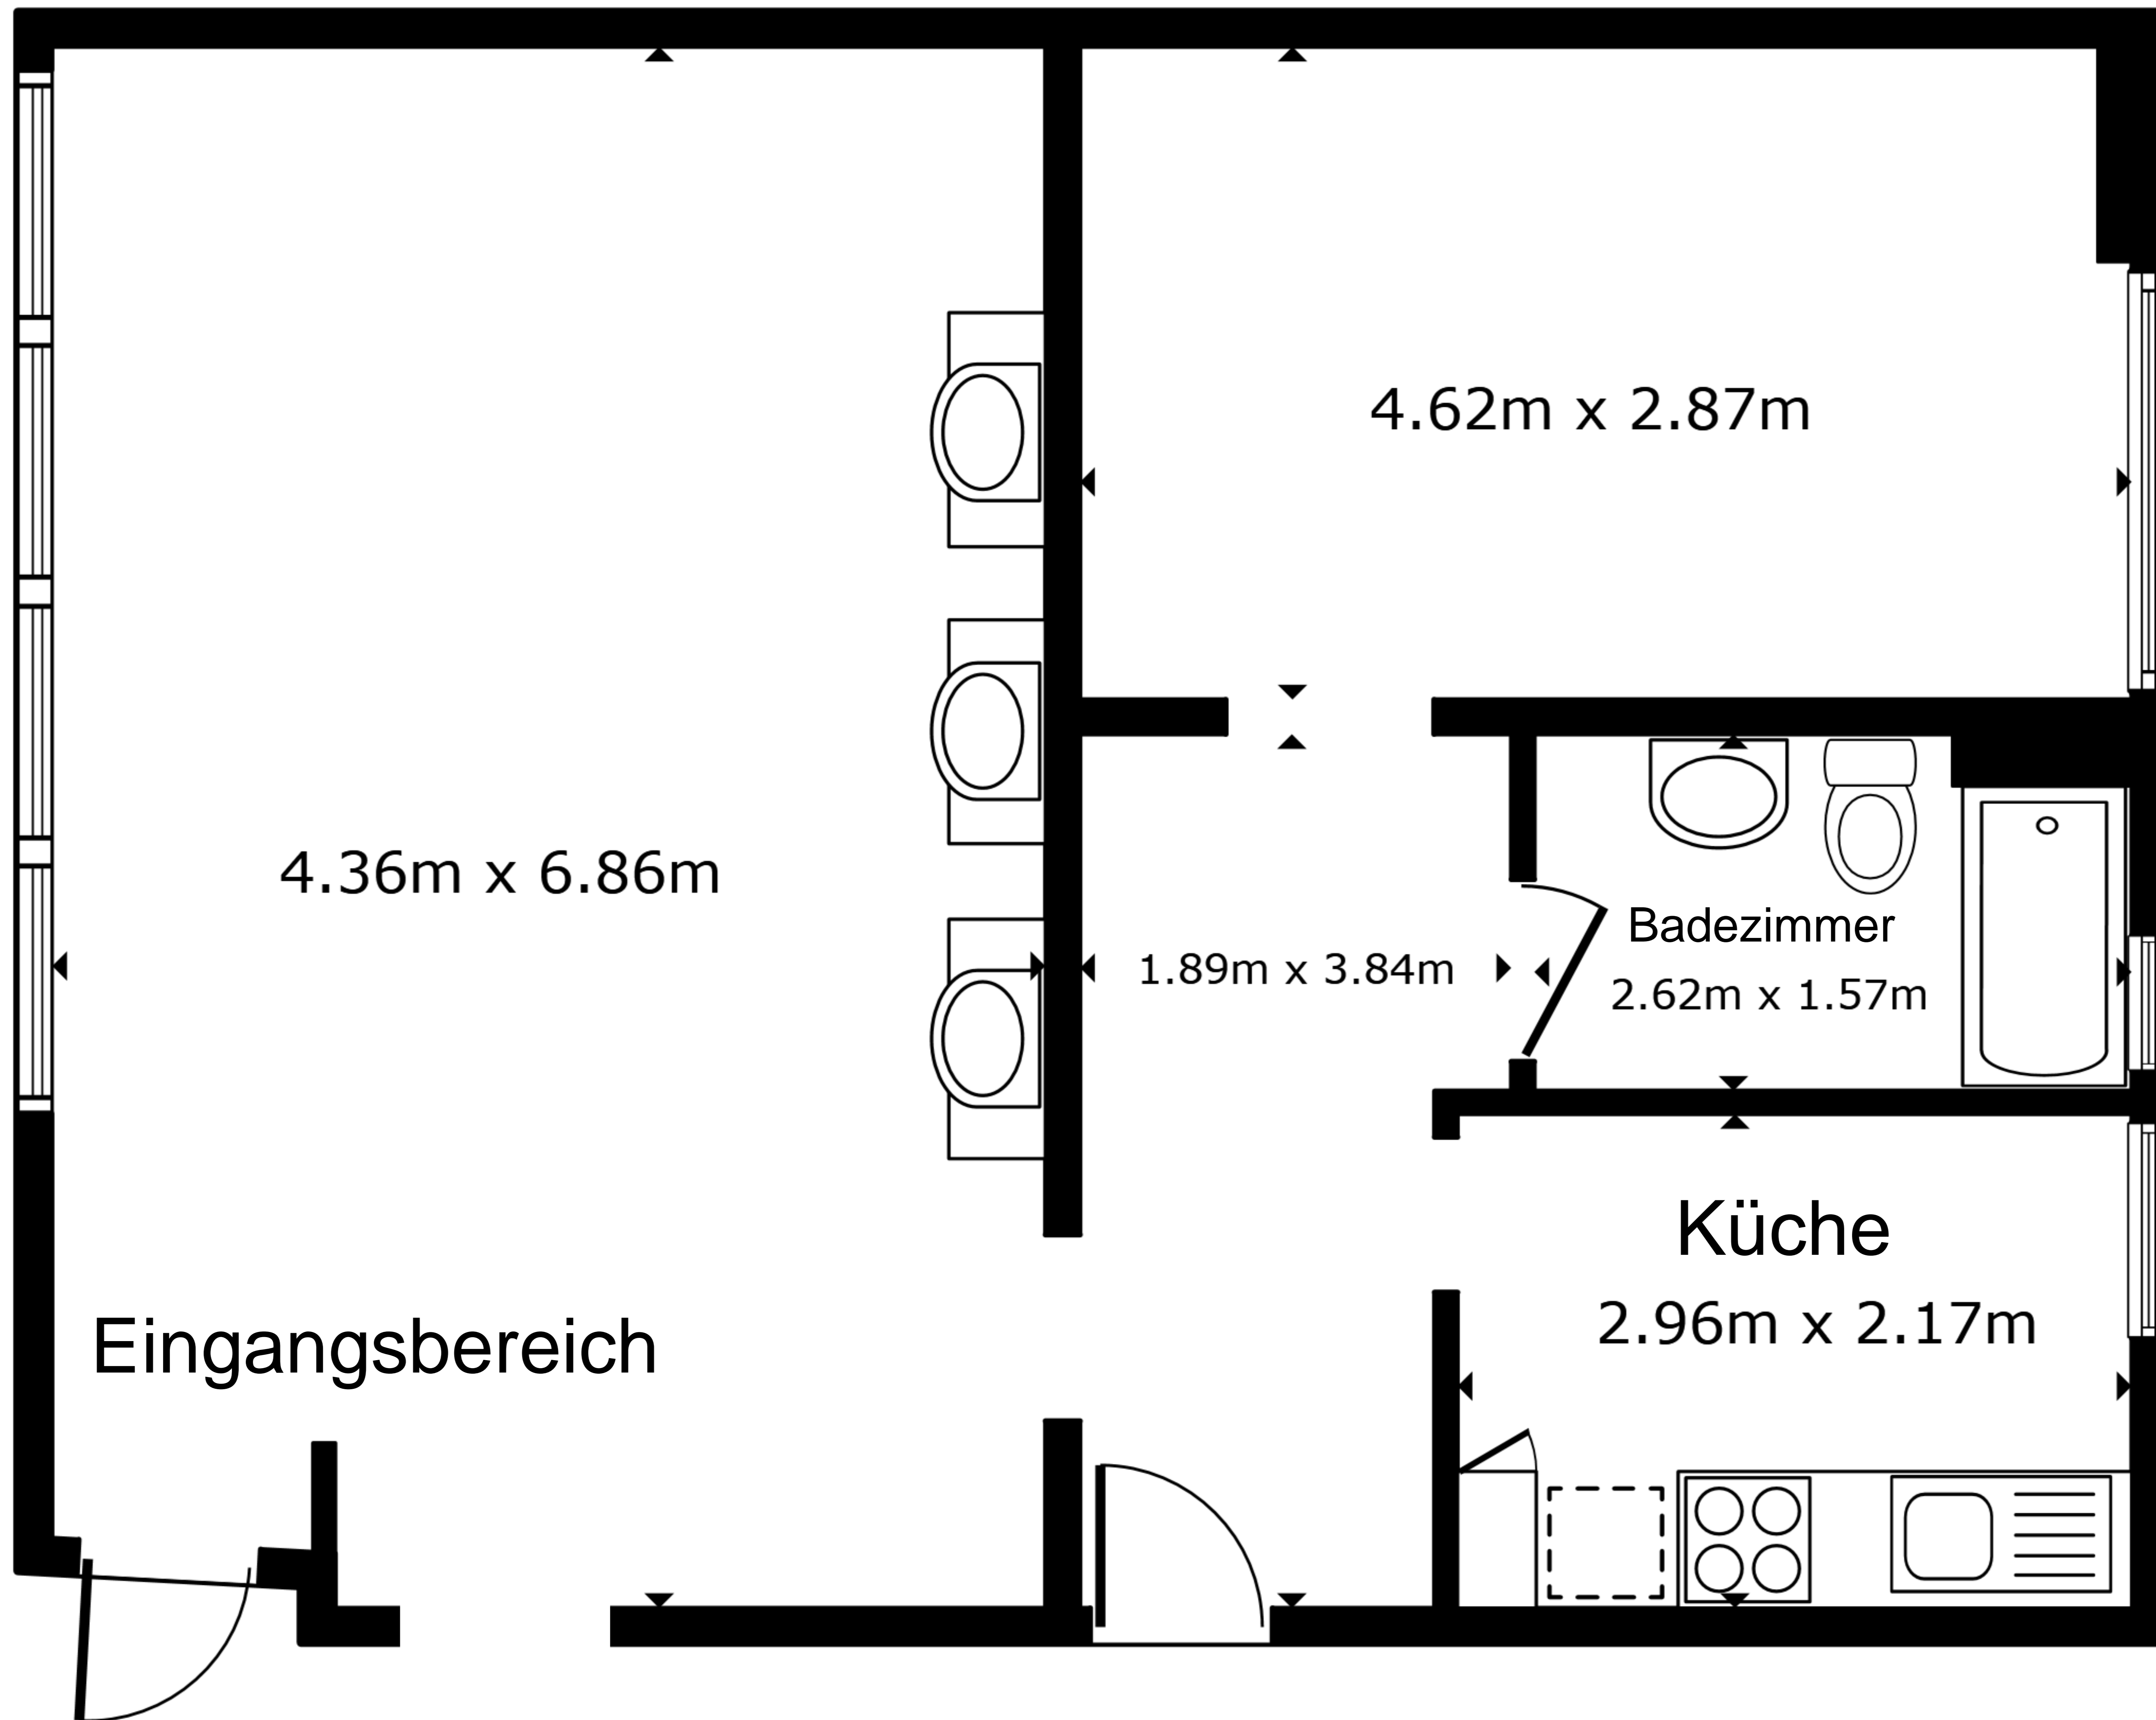 4.62m x 2.87m
4.36m x 6.86m
1.89m x 3.84m
Badezimmer
2.62m x 1.57m
Küche
2.96m x 2.17m
Eingangsbereich